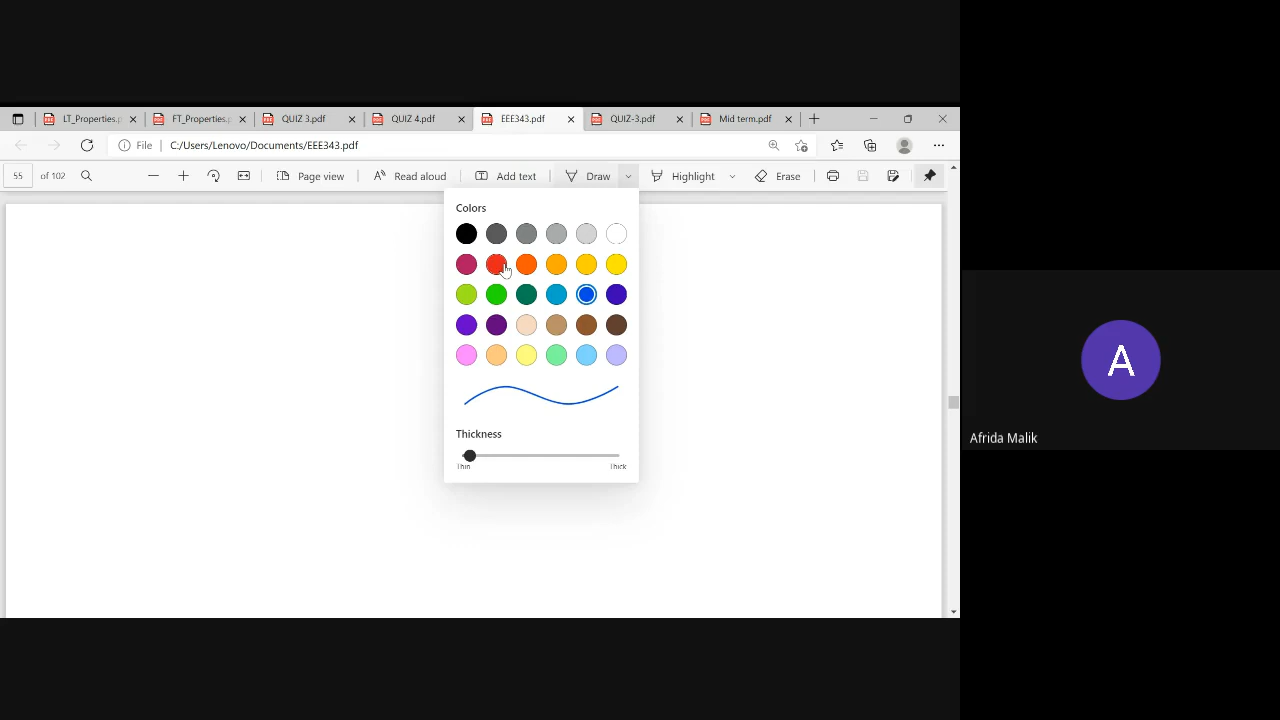 LT_Properties.p
FT_Properties.p
QUIZ 3.pdf
QUIZ 4.pdf
EEE343.pdf
QUIZ-3.pdf
Mid term.pdf
File
C:/Users/Lenovo/Documents/EEE343.pdf
55 of 102
Page view
Read aloud
Add text
Draw
Highlight
Erase
Colors
Thickness
Thin Thick
A
Afrida Malik